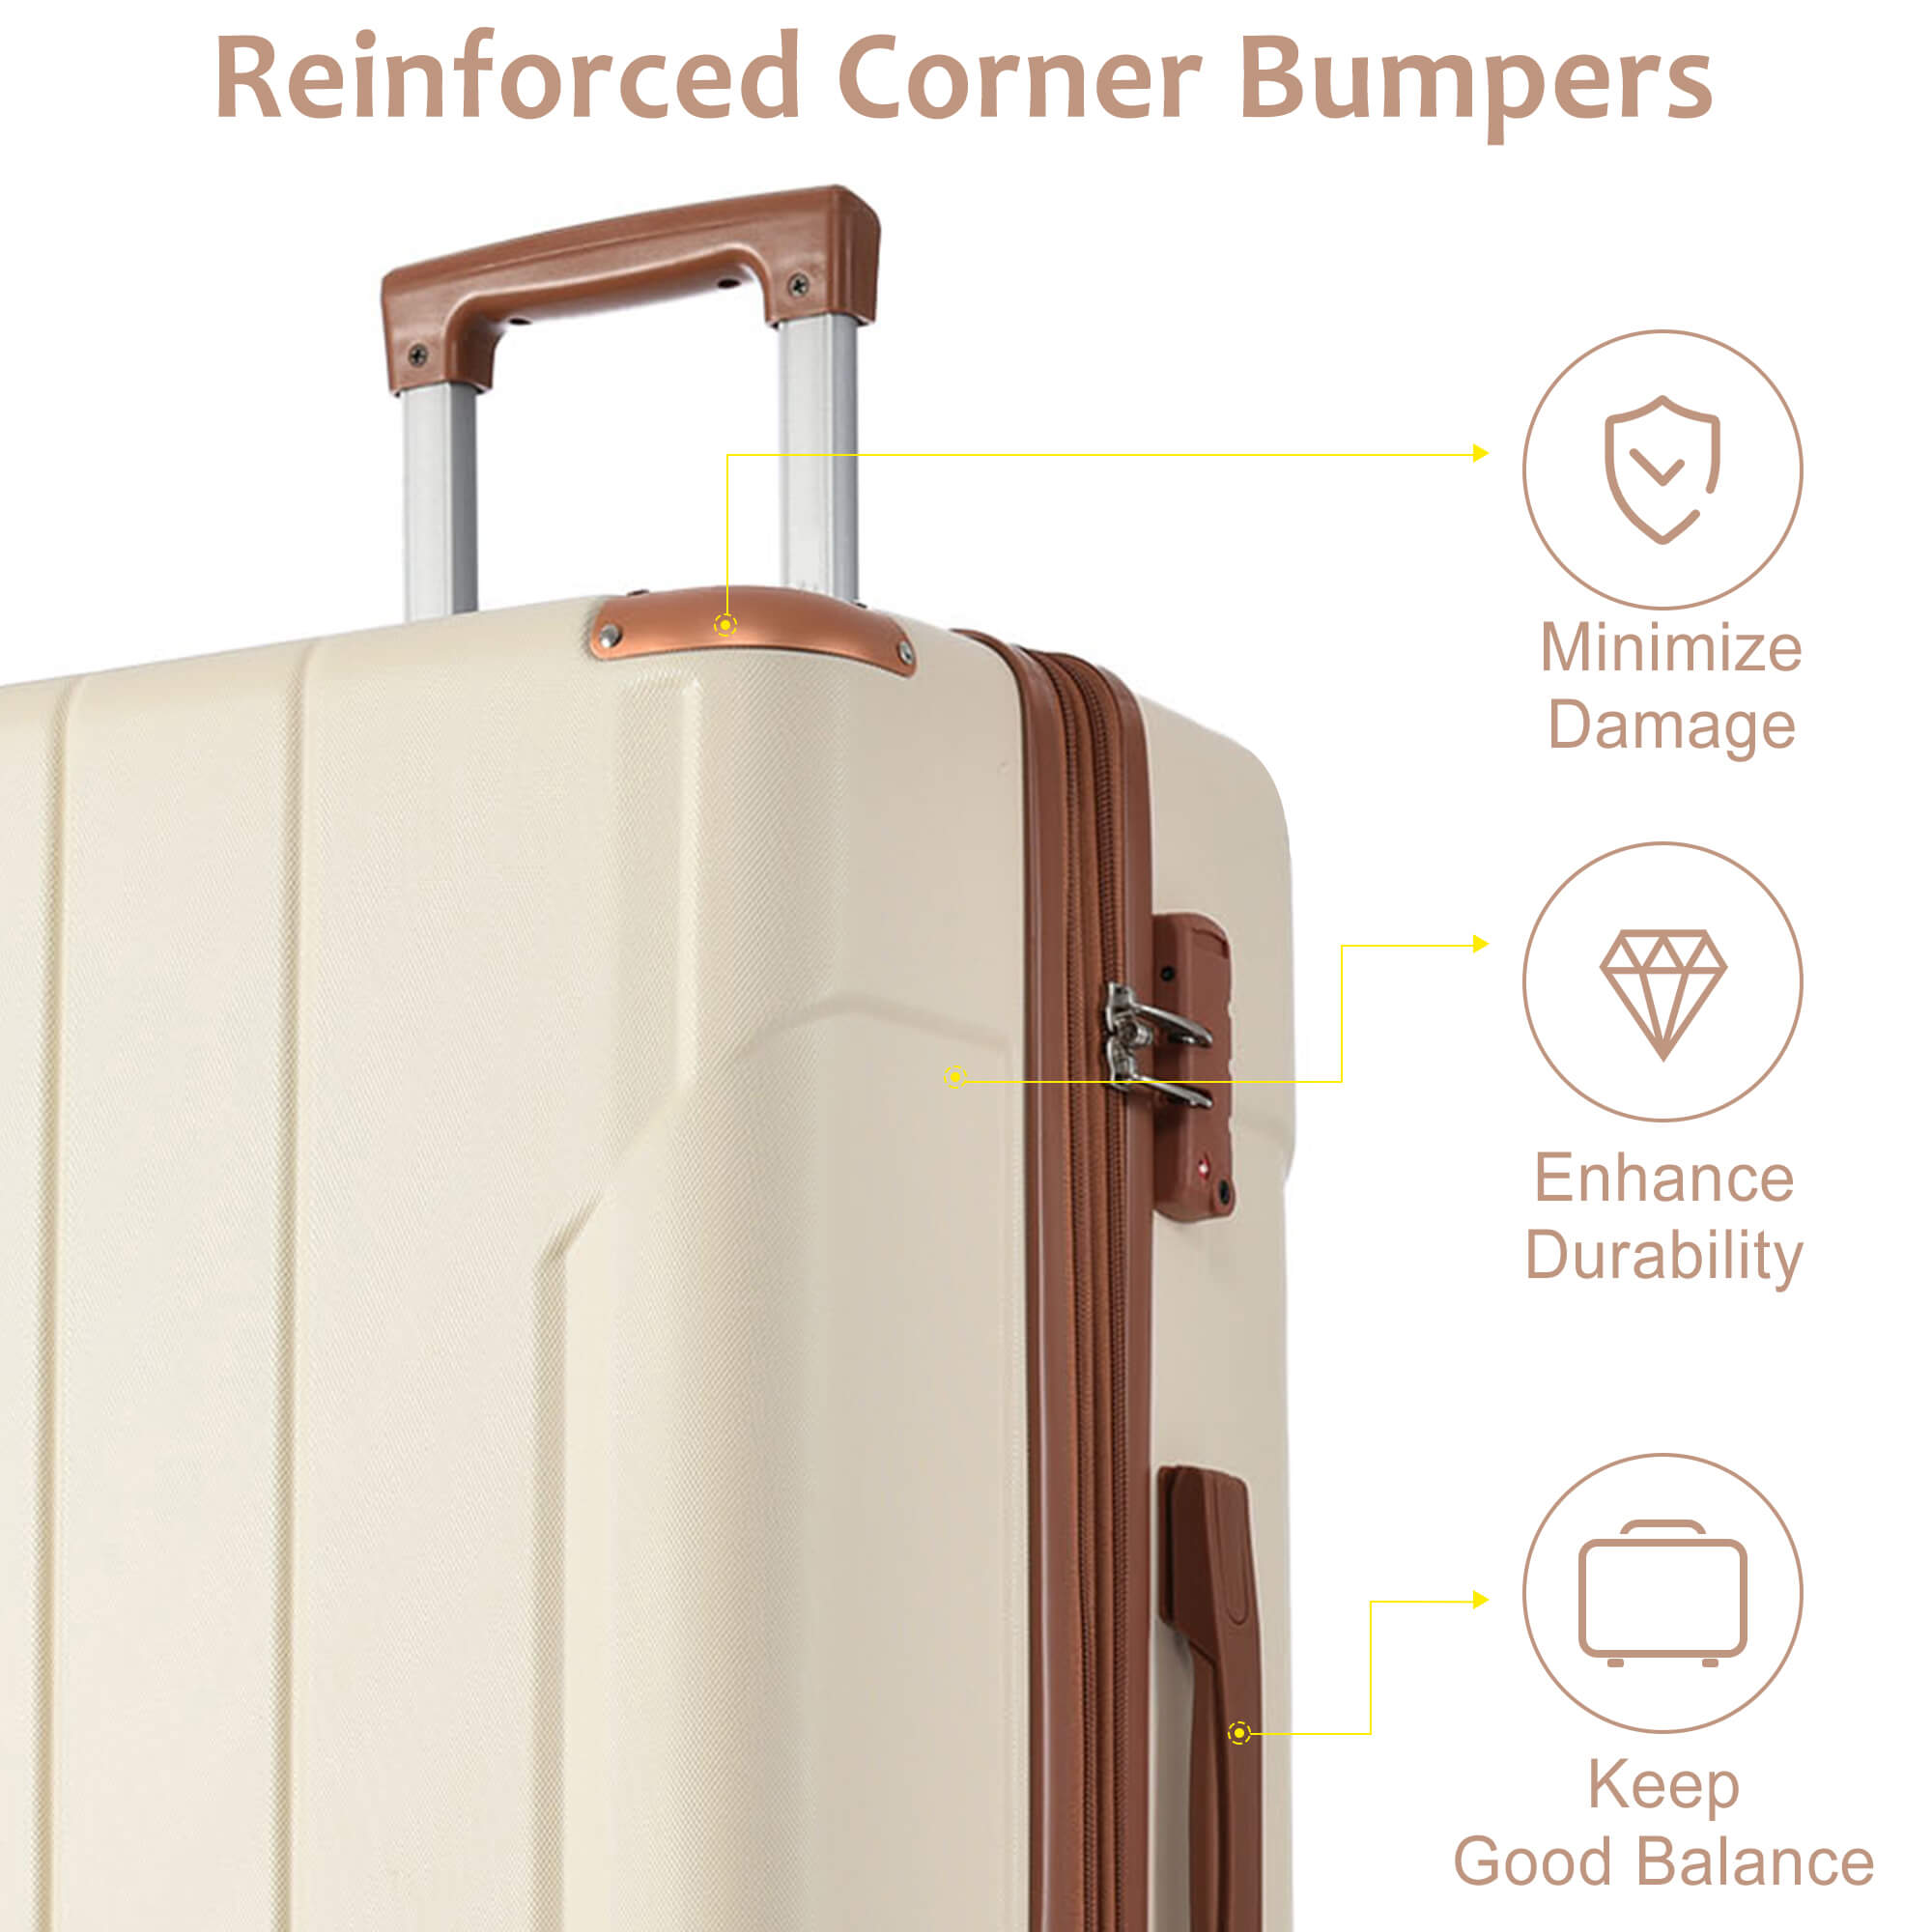 Reinforced Corner Bumpers
Minimize
Damage
Enhance
Durability
Keep
Good Balance